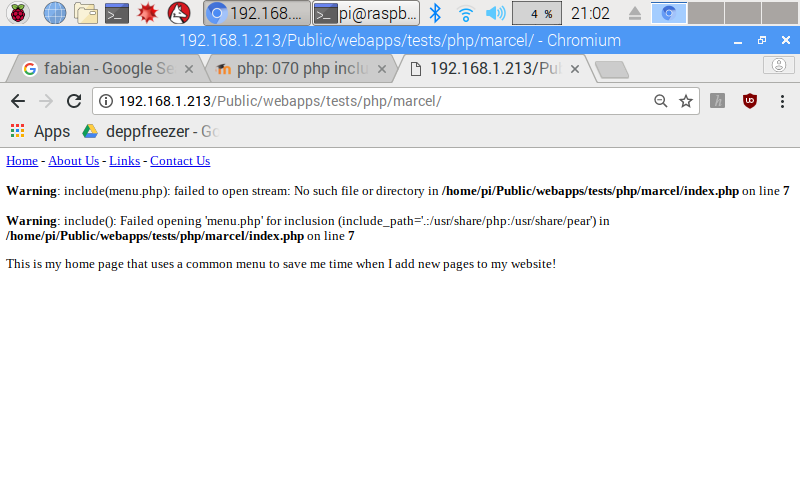 192.168.... pi@raspb... 4 % 21:02
192.168.1.213/Public/webapps/tests/php/marcel/ - Chromium
fabian - Google Se php: 070 php inclu 192.168.1.213/Pu
192.168.1.213/Public/webapps/tests/php/marcel/
Apps deppfreezer - Go
Home - About Us - Links - Contact Us
Warning: include(menu.php): failed to open stream: No such file or directory in /home/pi/Public/webapps/tests/php/marcel/index.php on line 7
Warning: include(): Failed opening 'menu.php' for inclusion (include_path='.:/usr/share/php:/usr/share/pear') in
/home/pi/Public/webapps/tests/php/marcel/index.php on line 7
This is my home page that uses a common menu to save me time when I add new pages to my website!